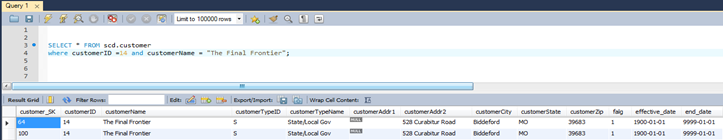 Query 1
Limit to 100000 rows
1
2
3 SELECT * FROM scd.customer
4 where customerID =14 and customerName = "The Final Frontier";
5
6
7
Result Grid Filter Rows: Edit: Export/Import: Wrap Cell Content:
customer_SK customerID customerName customerTypeID customerTypeName customerAddr1 customerAddr2 customerCity customerState customerZip falg effective_date end_date
64 14 The Final Frontier S State/Local Gov NULL 528 Curabitur Road Biddeford MO 39683 1 1900-01-01 9999-01-01
100 14 The Final Frontier S State/Local Gov NULL 528 Curabitur Road Biddeford MO 39683 1 1900-01-01 9999-01-01